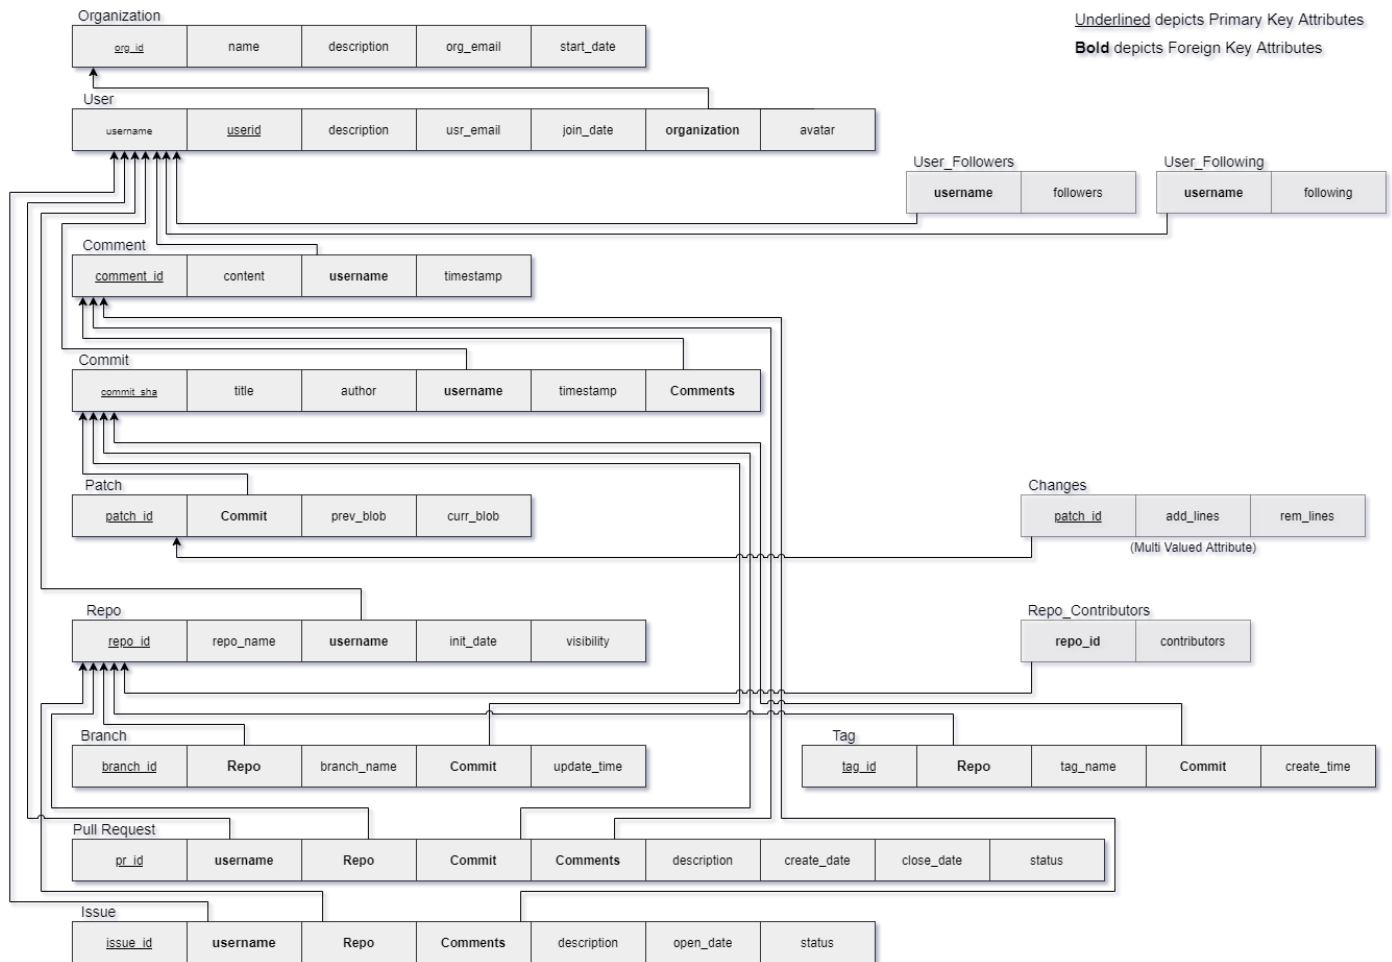 Organization
Underlined depicts Primary Key Attributes
org_id name description org_email start_date
Bold depicts Foreign Key Attributes
User
username userid description usr_email join_date organization avatar
User_Followers User_Following
username followers username following
Comment
comment_id content username timestamp
Commit
commit_sha title author username timestamp Comments
Patch Changes
patch_id Commit prev_blob curr_blob patch_id add_lines rem_lines
(Multi Valued Attribute)
Repo Repo_Contributors
repo_id repo_name username init_date visibility repo_id contributors
Branch Tag
branch_id Repo branch_name Commit update_time tag_id Repo tag_name Commit create_time
Pull Request
pr_id username Repo Commit Comments description create_date close_date status
Issue
issue_id username Repo Comments description open_date status